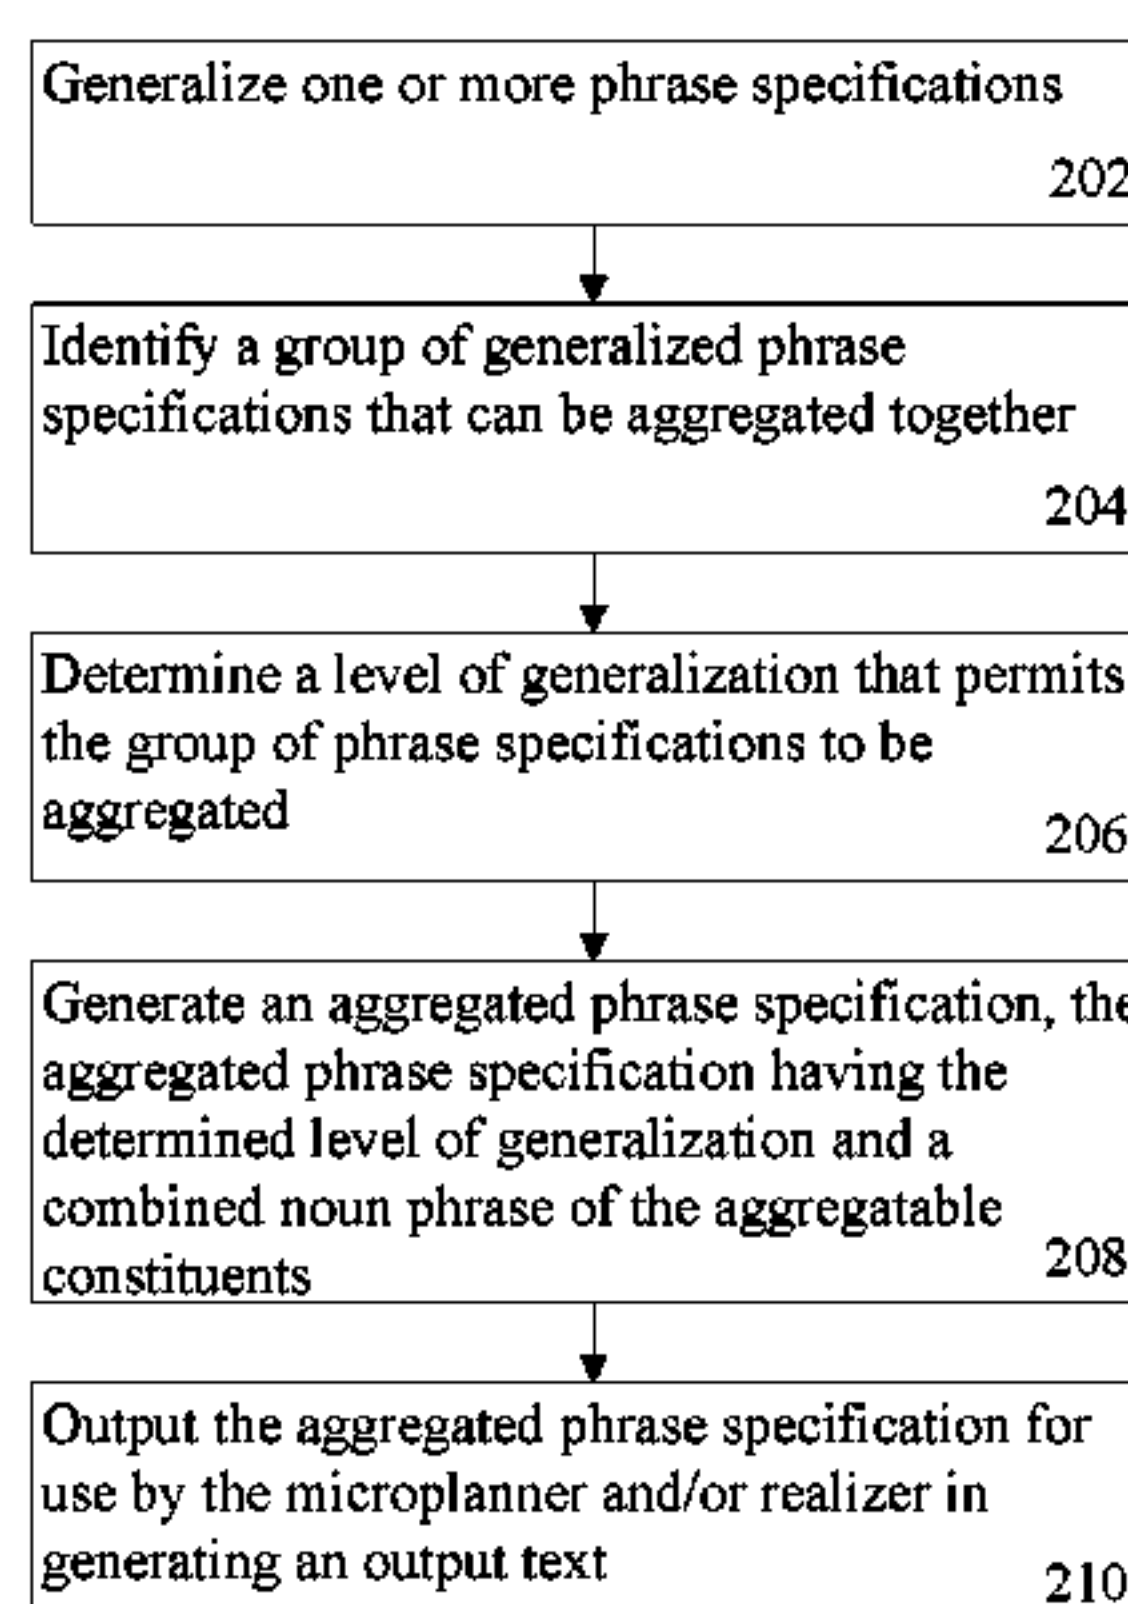 Generalize one or more phrase specifications
202
Identify a group of generalized phrase
specifications that can be aggregated together
204
Determine a level of generalization that permits
the group of phrase specifications to be
aggregated
206
Generate an aggregated phrase specification, the
aggregated phrase specification having the
determined level of generalization and a
combined noun phrase of the aggregatable
constituents
208
Output the aggregated phrase specification for
use by the microplanner and/or realizer in
generating an output text
210